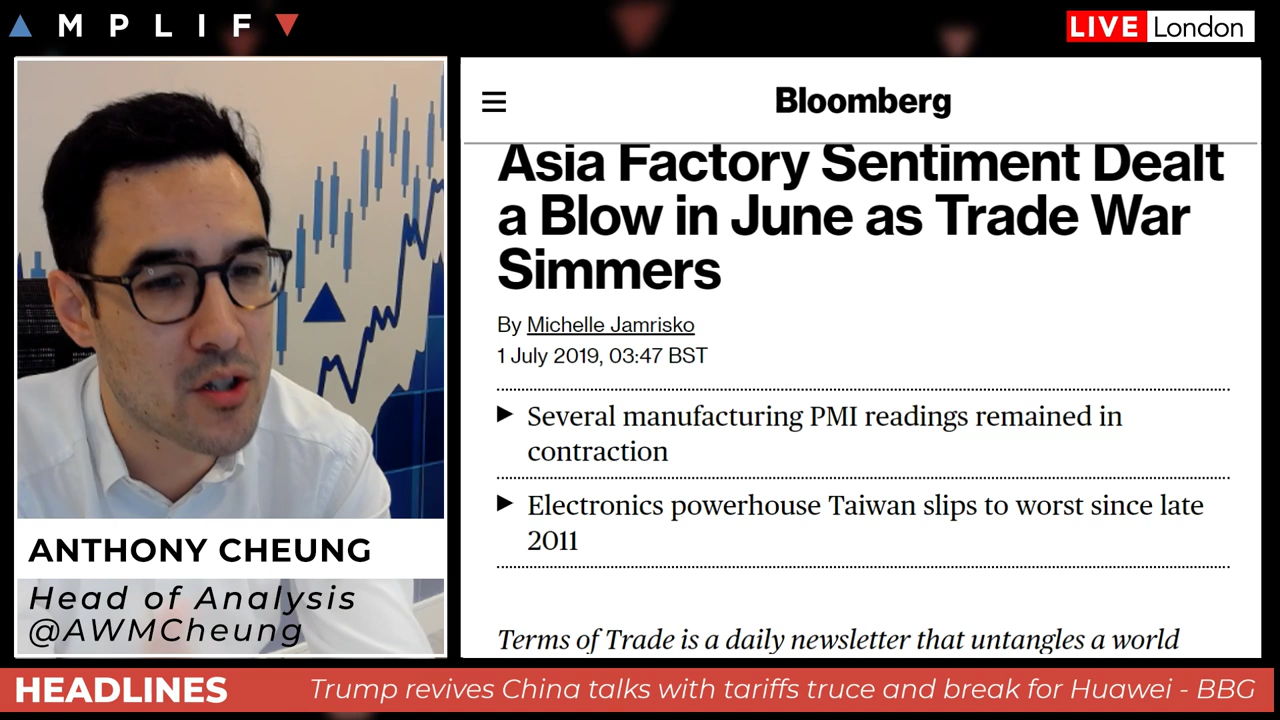 ▲MPLIF▼
LIVE London
Bloomberg
Asia Factory Sentiment Dealt
a Blow in June as Trade War
Simmers
By Michelle Jamrisko
1 July 2019, 03:47 BST
▶ Several manufacturing PMI readings remained in
contraction
▶ Electronics powerhouse Taiwan slips to worst since late
2011
Terms of Trade is a daily newsletter that untangles a world
ANTHONY CHEUNG
Head of Analysis
@AWMCheung
HEADLINES Trump revives China talks with tariffs truce and break for Huawei - BBG